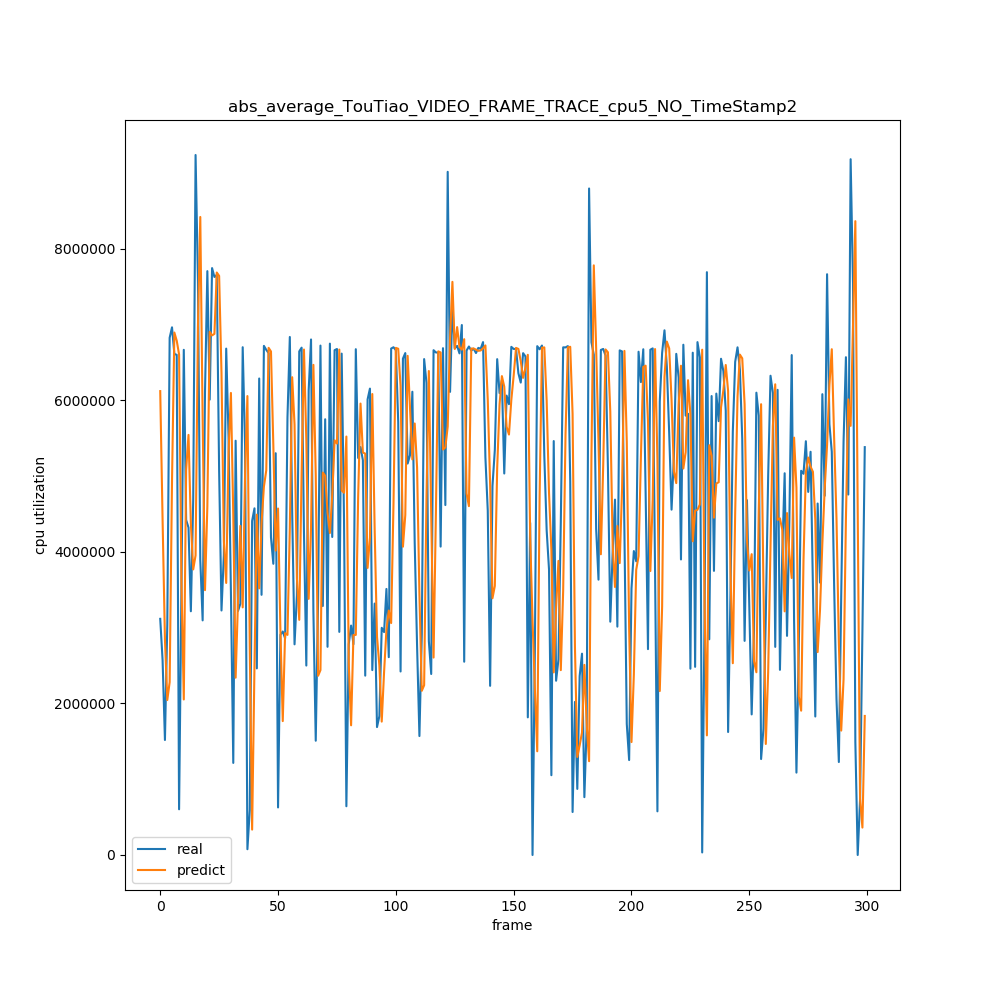 abs_average_TouTiao_VIDEO_FRAME_TRACE_cpu5_NO_TimeStamp2
cpu utilization
8000000
6000000
4000000
2000000
0
real
predict
0 50 100 150 200 250 300
frame